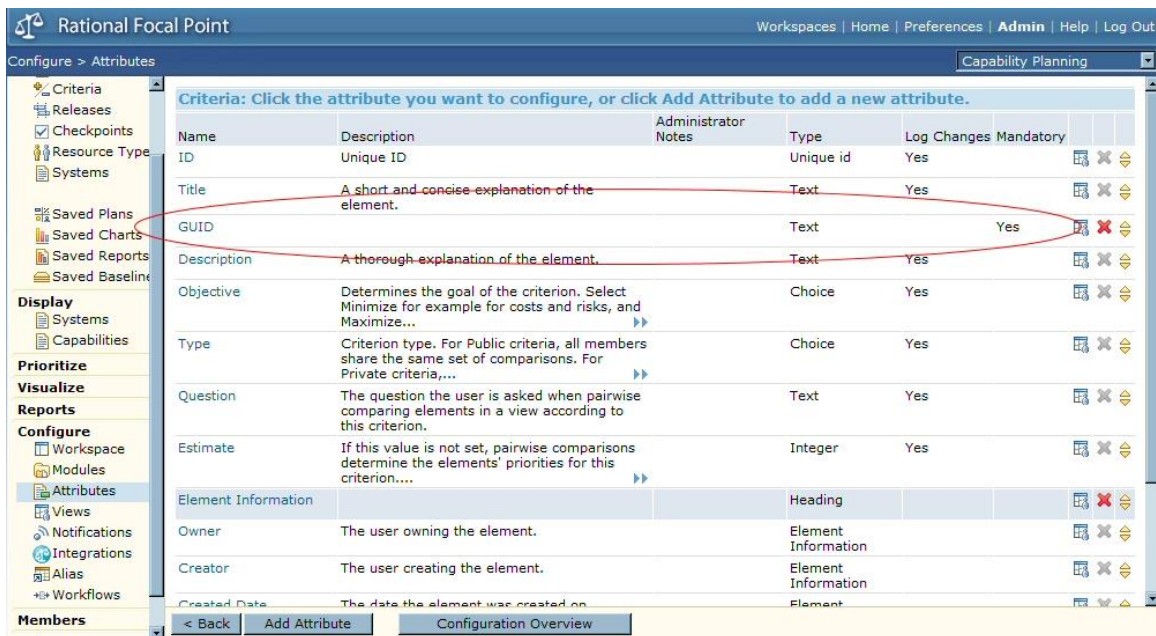 Rational Focal Point
Workspaces | Home | Preferences | Admin | Help | Log Out
Configure > Attributes
Capability Planning
Criteria
Releases
Checkpoints
Resource Type
Systems
Saved Plans
Saved Charts
Saved Reports
Saved Baseline
Display
Systems
Capabilities
Prioritize
Visualize
Reports
Configure
Workspace
Modules
Attributes
Views
Notifications
Integrations
Alias
Workflows
Members
Criteria: Click the attribute you want to configure, or click Add Attribute to add a new attribute.
Administrator
Name Description Notes Type Log Changes Mandatory
ID Unique ID Unique id Yes
Title A short and concise explanation of the Text Yes
element.
GUID Text Yes
Description A thorough explanation of the element. Text Yes
Objective Determines the goal of the criterion. Select Choice Yes
Minimize for example for costs and risks, and
Maximize...
Type Criterion type. For Public criteria, all members Choice Yes
share the same set of comparisons. For
Private criteria,...
Question The question the user is asked when pairwise Text Yes
comparing elements in a view according to
this criterion.
Estimate If this value is not set, pairwise comparisons Integer Yes
determine the elements' priorities for this
criterion....
Element Information Heading
Owner The user owning the element. Element
Information
Creator The user creating the element. Element
Information
Created Date The date the element was created on Element
< Back Add Attribute Configuration Overview